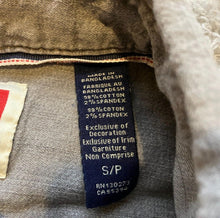 MADE IN
BANGLADESH
FABRIQUÉ AU
BANGLADESH
98% COTTON
2% SPANDEX
98% COTON
2% SPANDEX
Exclusive of
Decoration
Exclusive of Trim
Garniture
Non Comprise
S/P
RN130277